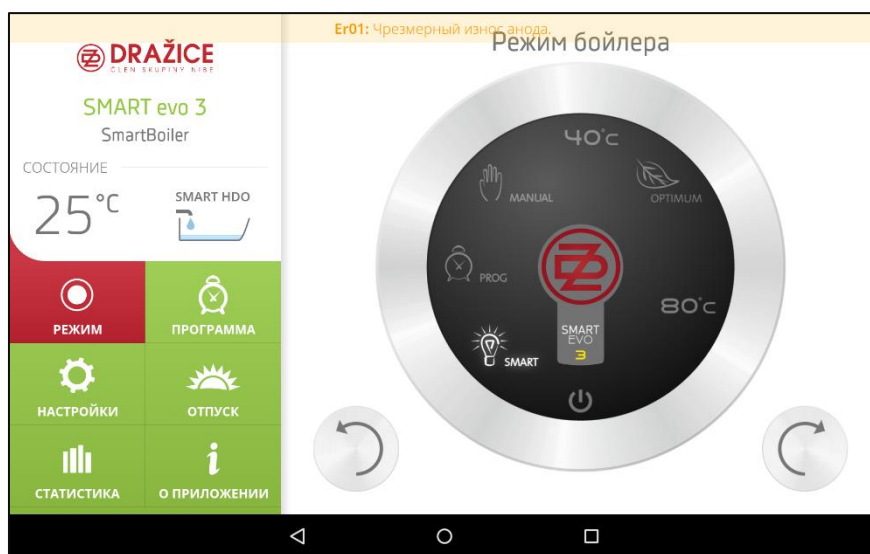 Er01: Чрезмерный износ анода.
Режим бойлера
DRAŽICE
ČLEN SKUPINY NIBE
SMART evo 3
SmartBoiler
СОСТОЯНИЕ
25°C
SMART HDO
РЕЖИМ
ПРОГРАММА
НАСТРОЙКИ
ОТПУСК
СТАТИСТИКА
О ПРИЛОЖЕНИИ
40°C
MANUAL
OPTIMUM
PROG
80°C
SMART
EVO
3
SMART